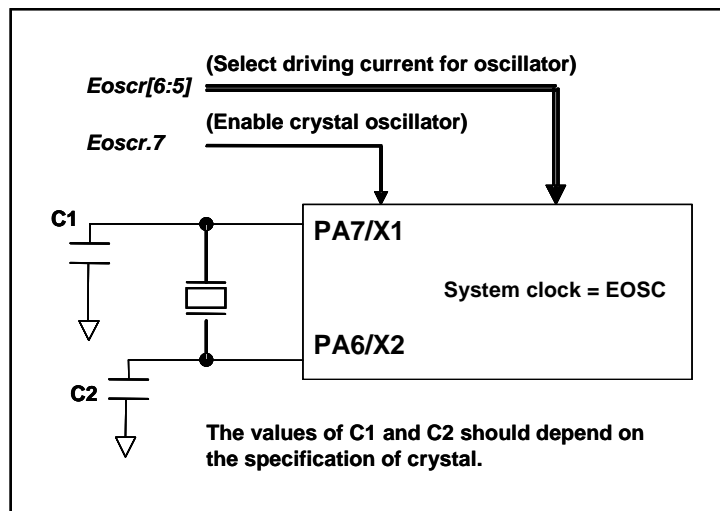 (Select driving current for oscillator)
Eoscr[6:5]
(Enable crystal oscillator)
Eoscr.7
C1
PA7/X1
System clock = EOSC
PA6/X2
C2
The values of C1 and C2 should depend on
the specification of crystal.